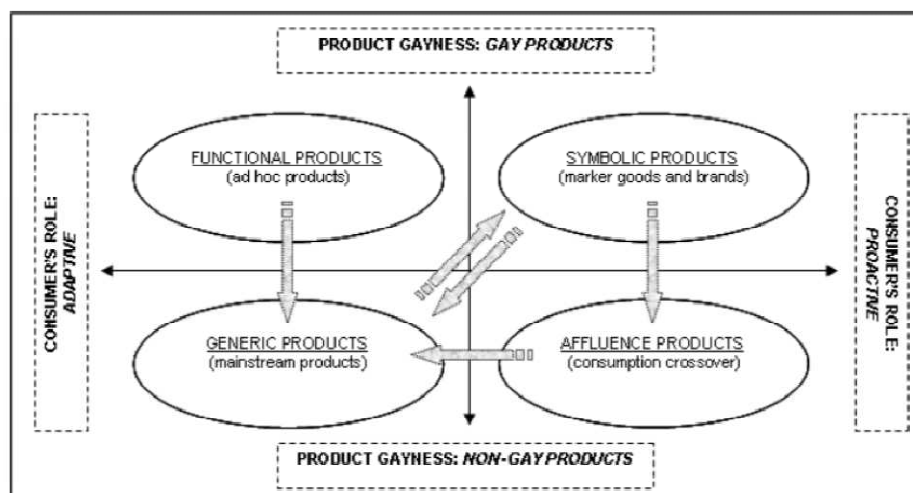 PRODUCT GAYNESS: GAY PRODUCTS
CONSUMER'S ROLE:
ADAPTIVE
FUNCTIONAL PRODUCTS
(ad hoc products)
SYMBOLIC PRODUCTS
(marker goods and brands)
CONSUMER'S ROLE:
PROACTIVE
GENERIC PRODUCTS
(mainstream products)
AFFLUENCE PRODUCTS
(consumption crossover)
PRODUCT GAYNESS: NON-GAY PRODUCTS